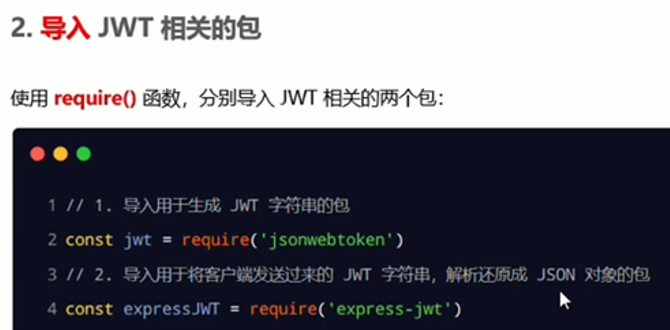 2. 导入 JWT 相关的包
使用 require() 函数，分别导入 JWT 相关的两个包：
1 // 1. 导入用于生成 JWT 字符串的包
2 const jwt = require('jsonwebtoken')
3 // 2. 导入用于将客户端发送过来的 JWT 字符串，解析还原成 JSON 对象的包
4 const expressJWT = require('express-jwt')